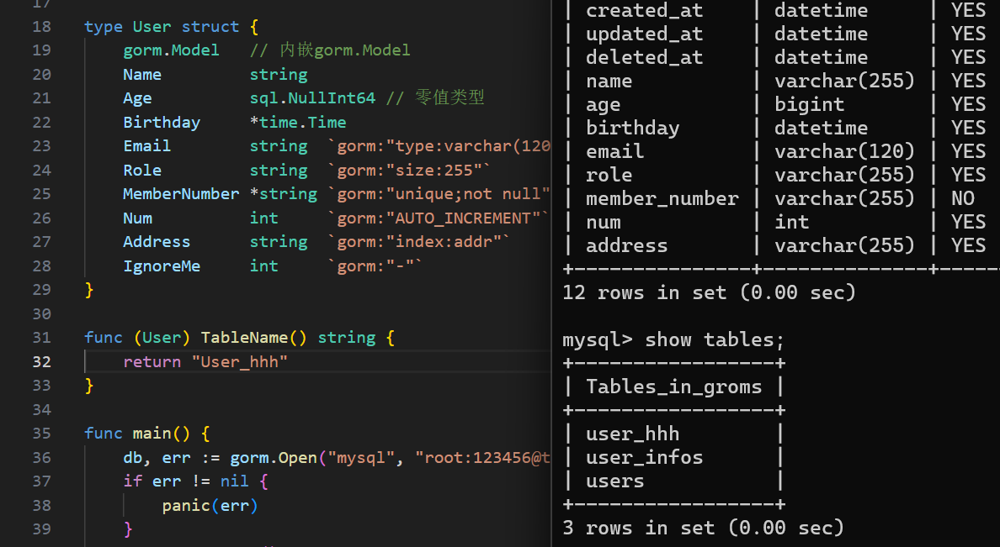 17
18 type User struct {
19 gorm.Model // 内嵌gorm.Model
20 Name string
21 Age sql.NullInt64 // 零值类型
22 Birthday *time.Time
23 Email string `gorm:"type:varchar(120
24 Role string `gorm:"size:255"`
25 MemberNumber *string `gorm:"unique;not null"
26 Num int `gorm:"AUTO_INCREMENT"`
27 Address string `gorm:"index:addr"`
28 IgnoreMe int `gorm:"-"`
29 }
30
31 func (User) TableName() string {
32 return "User_hhh"
33 }
34
35 func main() {
36 db, err := gorm.Open("mysql", "root:123456@t
37 if err != nil {
38 panic(err)
39 }
| created_at | datetime | YES
| updated_at | datetime | YES
| deleted_at | datetime | YES
| name | varchar(255) | YES
| age | bigint | YES
| birthday | datetime | YES
| email | varchar(120) | YES
| role | varchar(255) | YES
| member_number | varchar(255) | NO
| num | int | YES
| address | varchar(255) | YES
+----------------+--------------+-----
12 rows in set (0.00 sec)
mysql> show tables;
+------------------+
| Tables_in_groms |
+------------------+
| user_hhh |
| user_infos |
| users |
+------------------+
3 rows in set (0.00 sec)